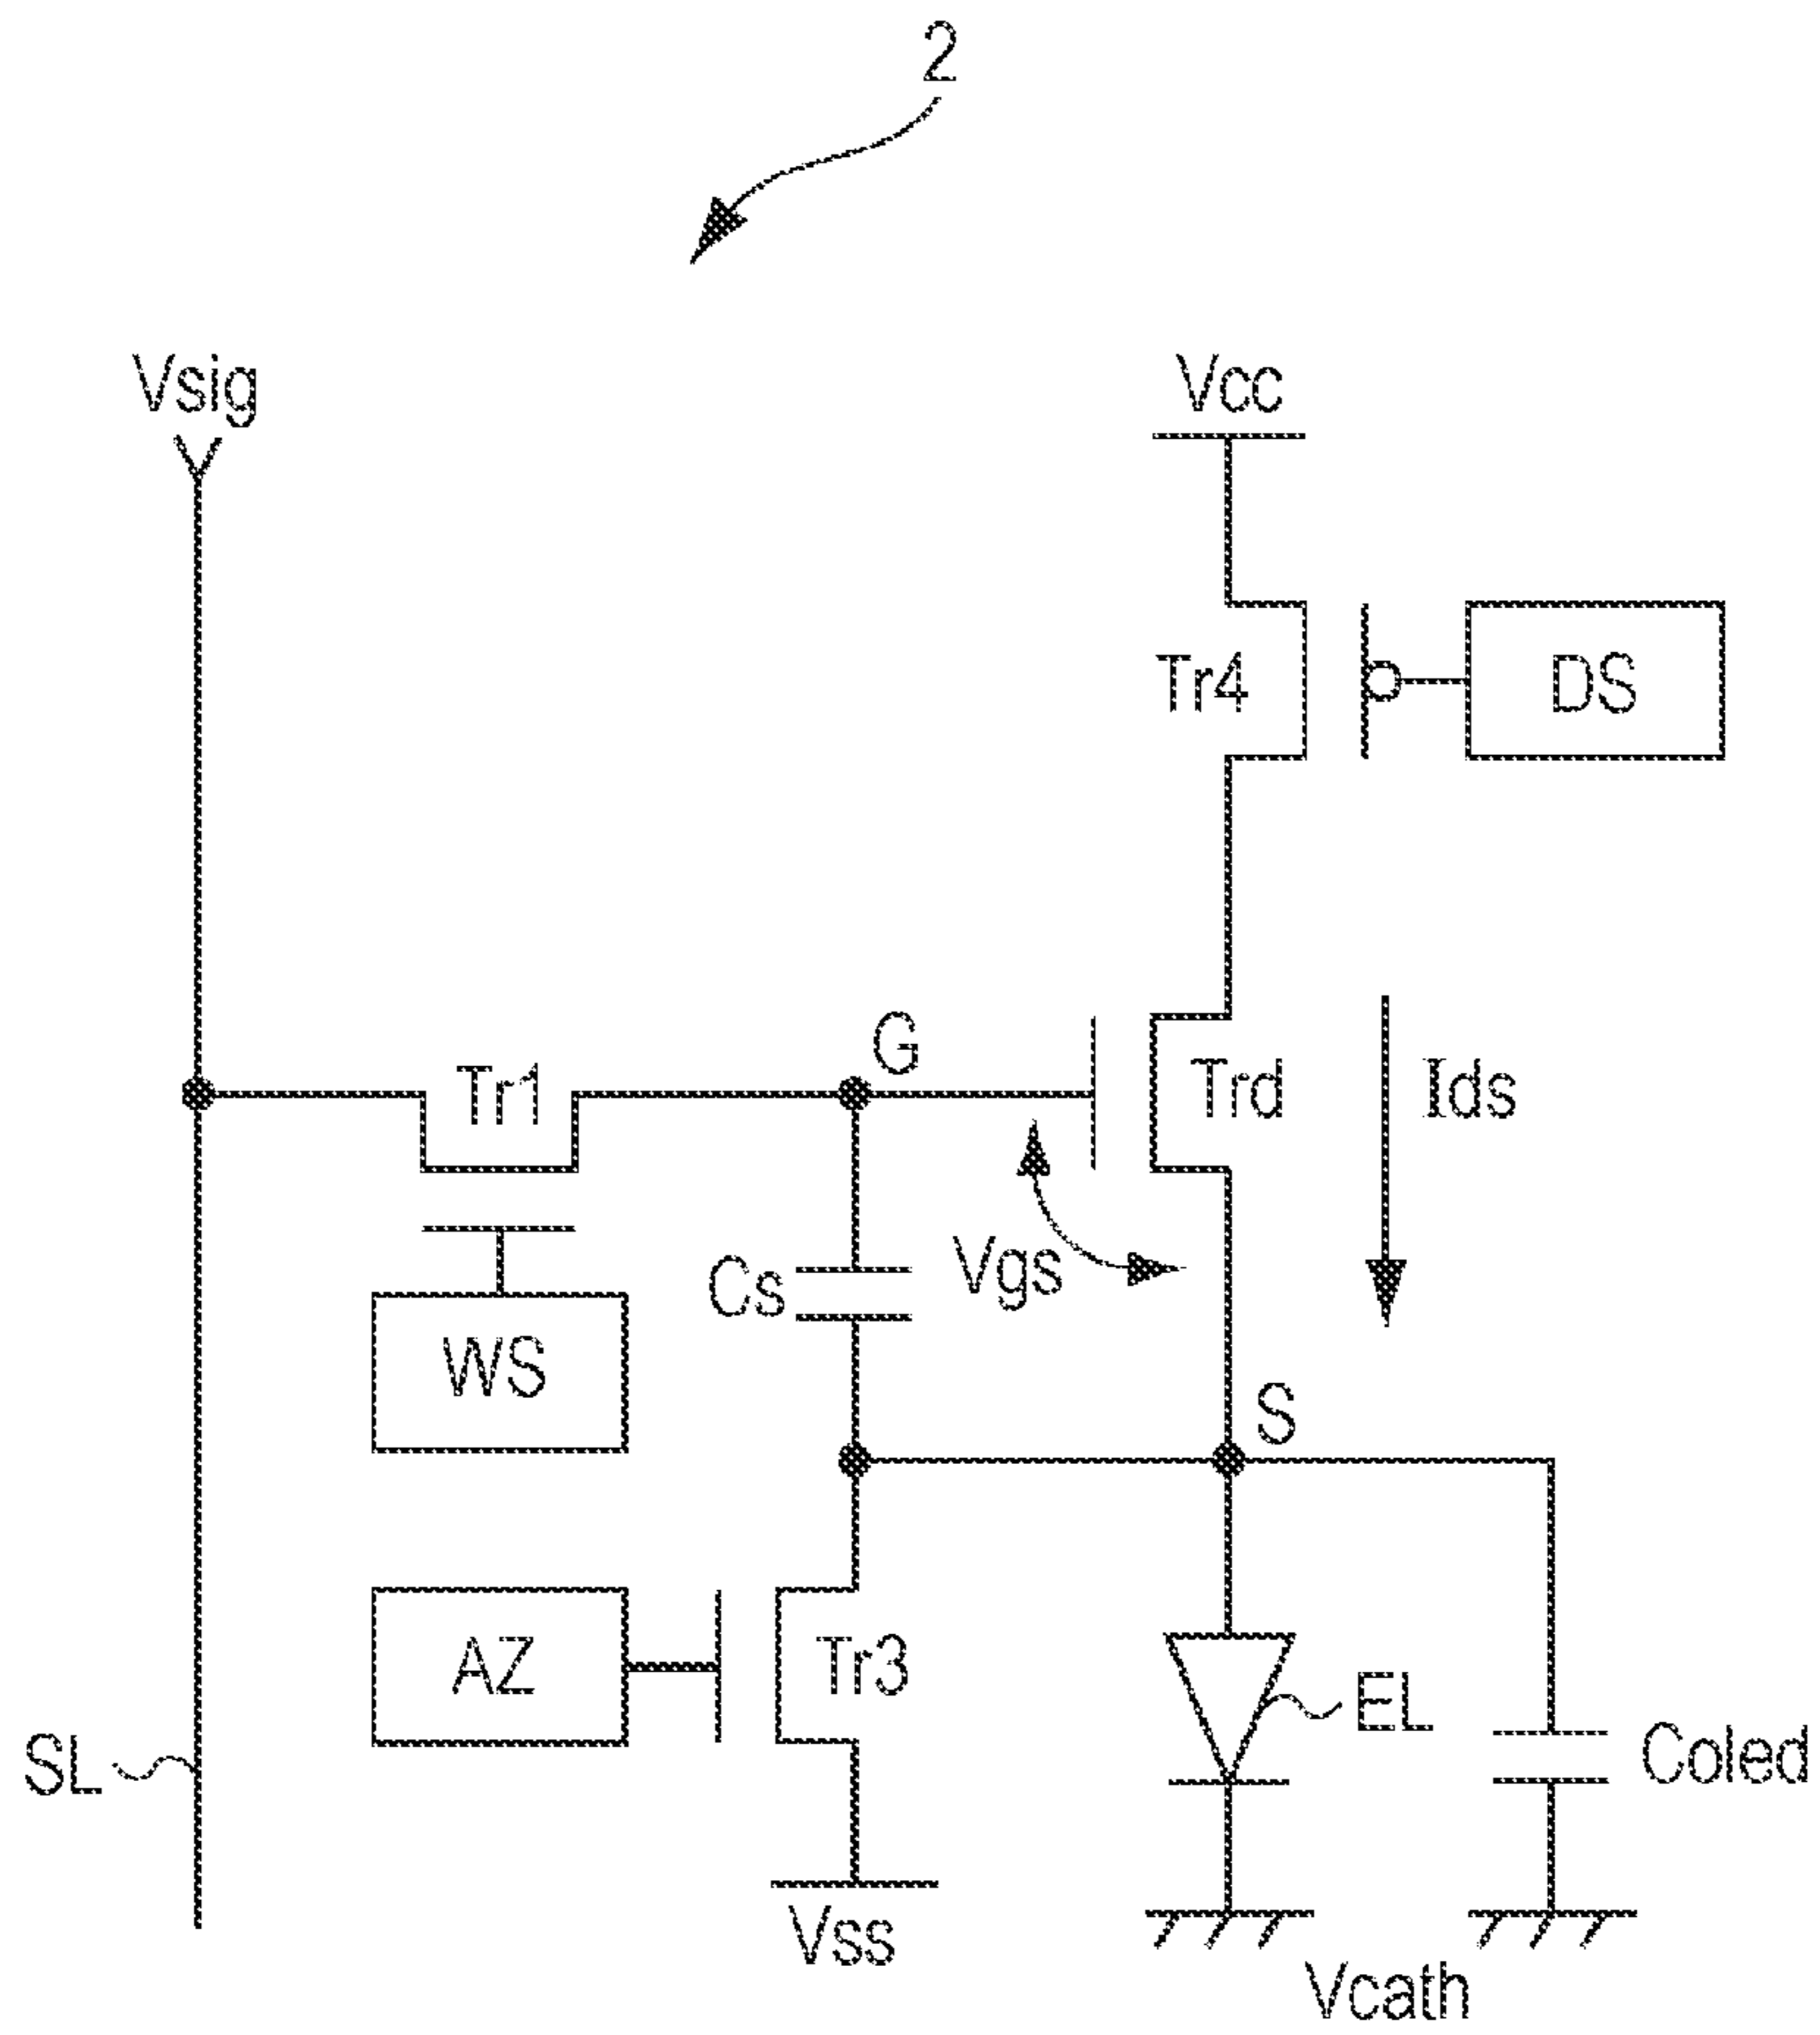 2
Vsig
Vcc
Tr4
DS
G
Tr1
Trd
Ids
Cs
Vgs
WS
S
AZ
Tr3
EL
SL
Coled
Vss
Vcath